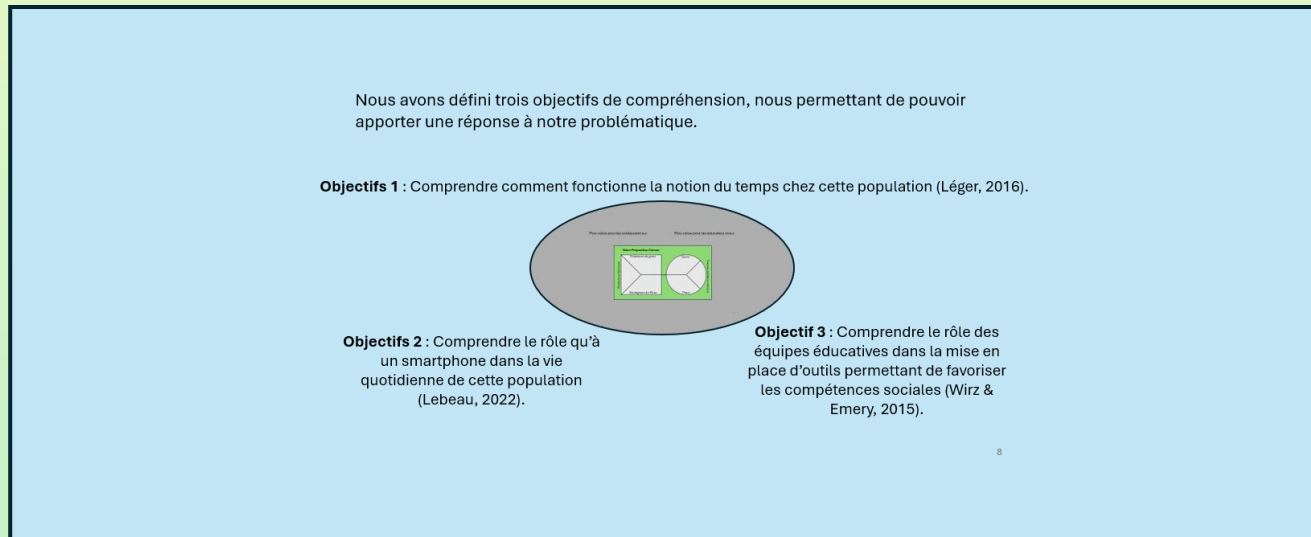 Nous avons défini trois objectifs de compréhension, nous permettant de pouvoir
apporter une réponse à notre problématique.
Objectifs 1 : Comprendre comment fonctionne la notion du temps chez cette population (Léger, 2016).
Objectifs 2 : Comprendre le rôle qu'à
un smartphone dans la vie
quotidienne de cette population
(Lebeau, 2022).
Objectif 3 : Comprendre le rôle des
équipes éducatives dans la mise en
place d'outils permettant de favoriser
les compétences sociales (Wirz &
Emery, 2015).
8